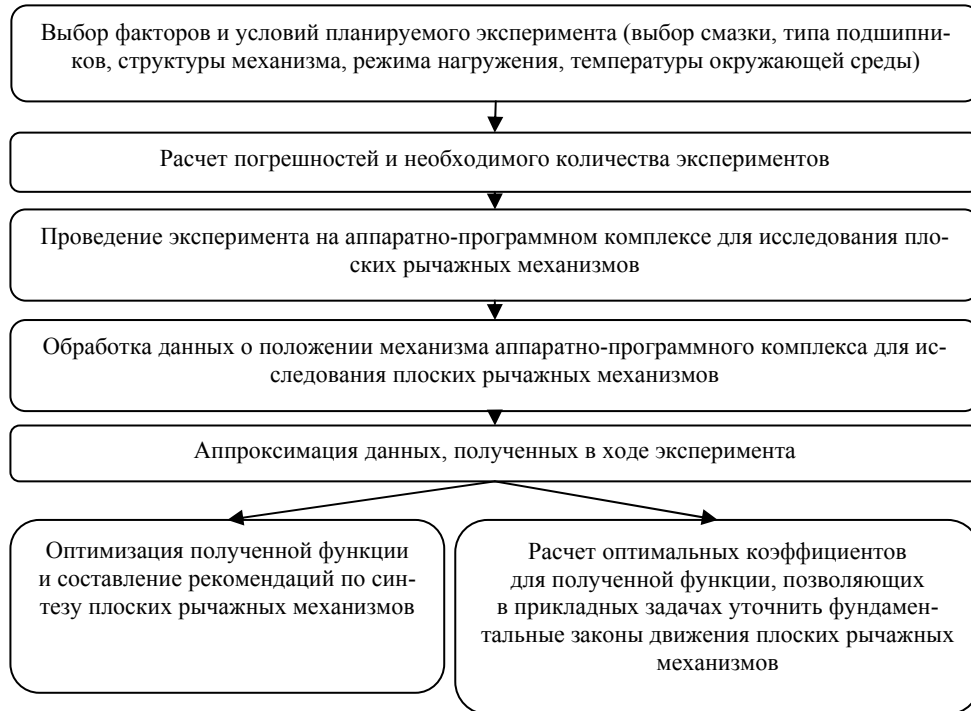 Выбор факторов и условий планируемого эксперимента (выбор смазки, типа подшипни-
ков, структуры механизма, режима нагружения, температуры окружающей среды)
Расчет погрешностей и необходимого количества экспериментов
Проведение эксперимента на аппаратно-программном комплексе для исследования пло-
ских рычажных механизмов
Обработка данных о положении механизма аппаратно-программного комплекса для ис-
следования плоских рычажных механизмов
Аппроксимация данных, полученных в ходе эксперимента
Оптимизация полученной функции
и составление рекомендаций по син-
тезу плоских рычажных механизмов
Расчет оптимальных коэффициентов
для полученной функции, позволяющих
в прикладных задачах уточнить фундамен-
тальные законы движения плоских рычажных
механизмов